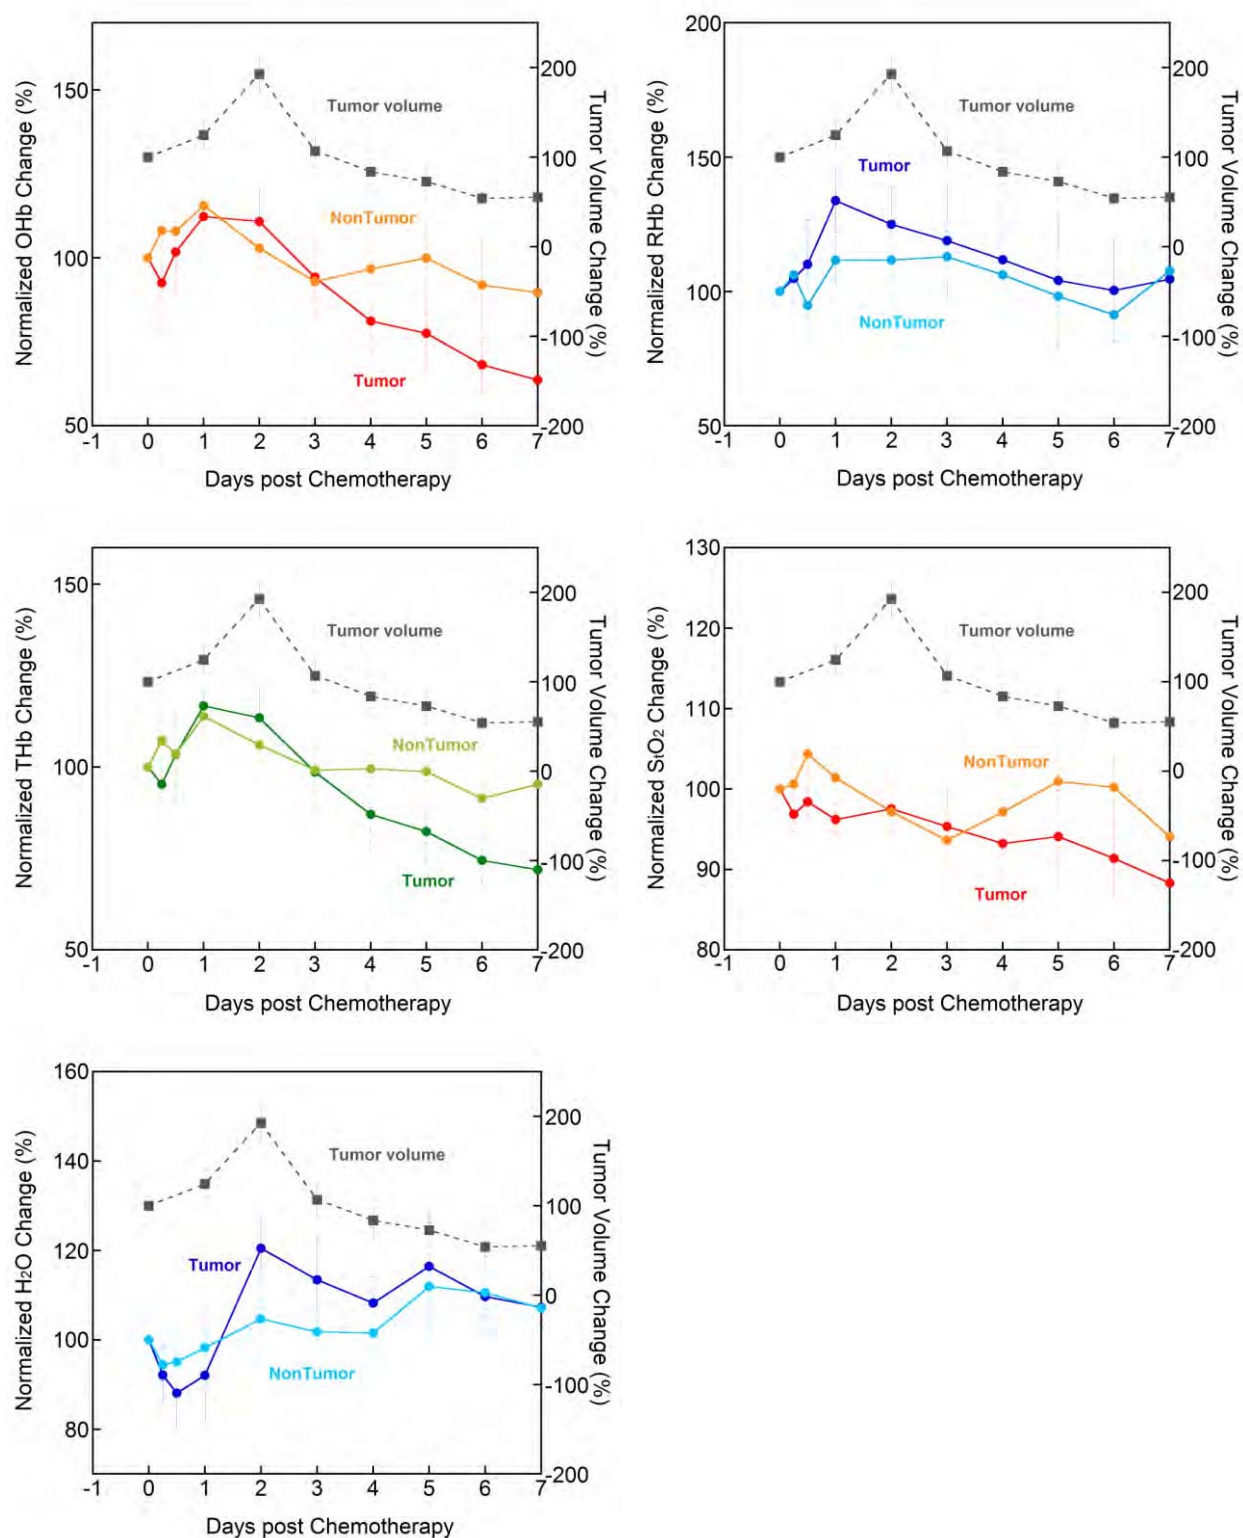 Normalized OHb Change (%)
150
100
50
Tumor volume
NonTumor
Tumor
200
100
0
-100
-200
Tumor Volume Change (%)
-1 0 1 2 3 4 5 6 7
Days post Chemotherapy
Normalized RHb Change (%)
200
150
100
50
Tumor volume
Tumor
NonTumor
200
100
0
-100
-200
Tumor Volume Change (%)
-1 0 1 2 3 4 5 6 7
Days post Chemotherapy
Normalized THb Change (%)
150
100
50
Tumor volume
NonTumor
Tumor
200
100
0
-100
-200
Tumor Volume Change (%)
-1 0 1 2 3 4 5 6 7
Days post Chemotherapy
Normalized StO2 Change (%)
130
120
110
100
90
80
Tumor volume
NonTumor
Tumor
200
100
0
-100
-200
Tumor Volume Change (%)
-1 0 1 2 3 4 5 6 7
Days post Chemotherapy
Normalized H2O Change (%)
160
140
120
100
80
Tumor volume
Tumor
NonTumor
200
100
0
-100
-200
Tumor Volume Change (%)
-1 0 1 2 3 4 5 6 7
Days post Chemotherapy